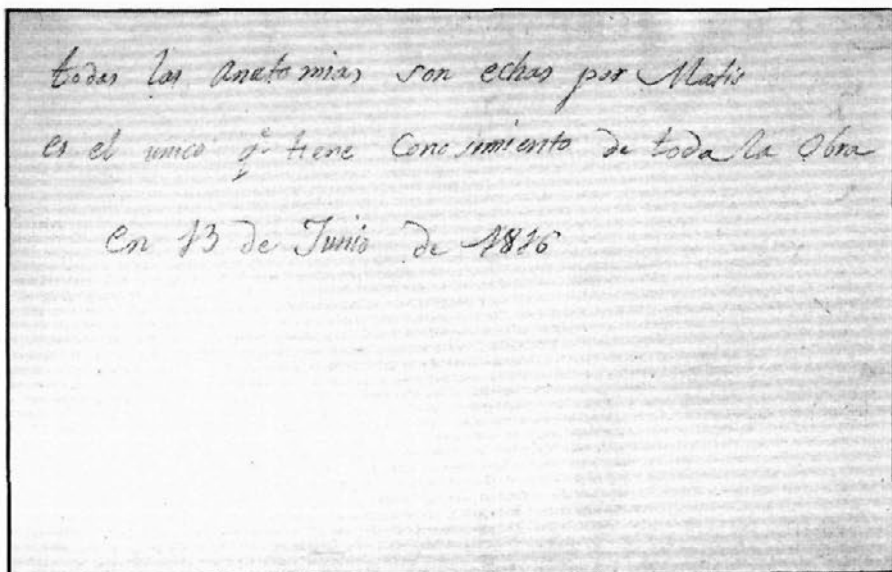 todas las Anatomias son echas por Matis
es el unico q.e tiene Conosimiento de toda la Obra
en 13 de Junio de 1816